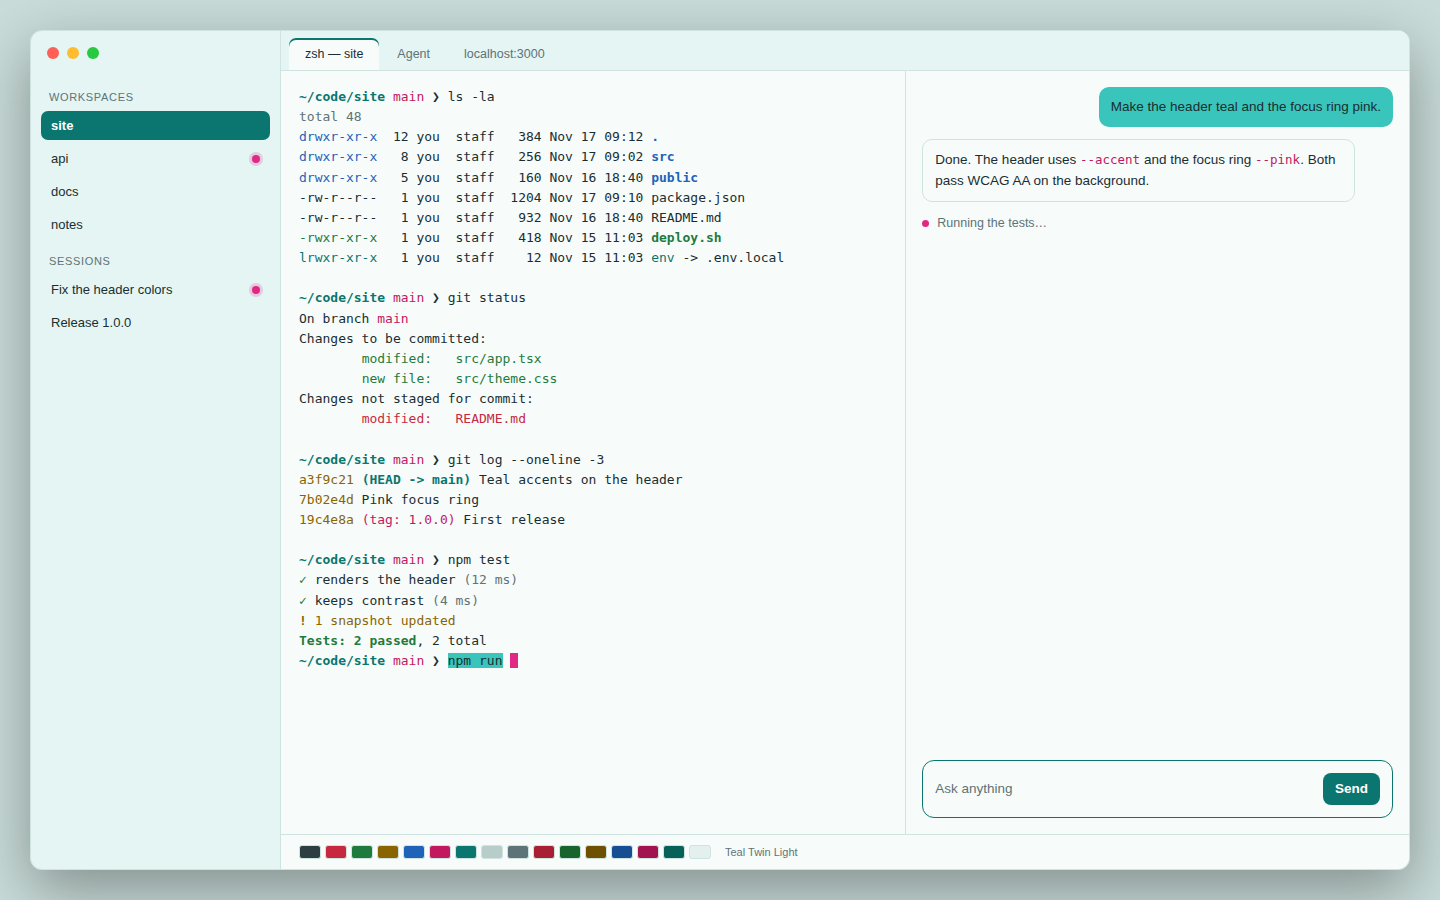 WORKSPACES
site
api
docs
notes
SESSIONS
Fix the header colors
Release 1.0.0
zsh — site
Agent
localhost:3000
~/code/site main ❯ ls -la
total 48
drwxr-xr-x  12 you  staff   384 Nov 17 09:12 .
drwxr-xr-x   8 you  staff   256 Nov 17 09:02 src
drwxr-xr-x   5 you  staff   160 Nov 16 18:40 public
-rw-r--r--   1 you  staff  1204 Nov 17 09:10 package.json
-rw-r--r--   1 you  staff   932 Nov 16 18:40 README.md
-rwxr-xr-x   1 you  staff   418 Nov 15 11:03 deploy.sh
lrwxr-xr-x   1 you  staff    12 Nov 15 11:03 env -> .env.local
~/code/site main ❯ git status
On branch main
Changes to be committed:
        modified:   src/app.tsx
        new file:   src/theme.css
Changes not staged for commit:
        modified:   README.md
~/code/site main ❯ git log --oneline -3
a3f9c21 (HEAD -> main) Teal accents on the header
7b02e4d Pink focus ring
19c4e8a (tag: 1.0.0) First release
~/code/site main ❯ npm test
✓ renders the header (12 ms)
✓ keeps contrast (4 ms)
! 1 snapshot updated
Tests: 2 passed, 2 total
~/code/site main ❯ npm run
Make the header teal and the focus ring pink.
Done. The header uses --accent and the focus ring --pink. Both
pass WCAG AA on the background.
Running the tests…
Ask anything
Send
Teal Twin Light